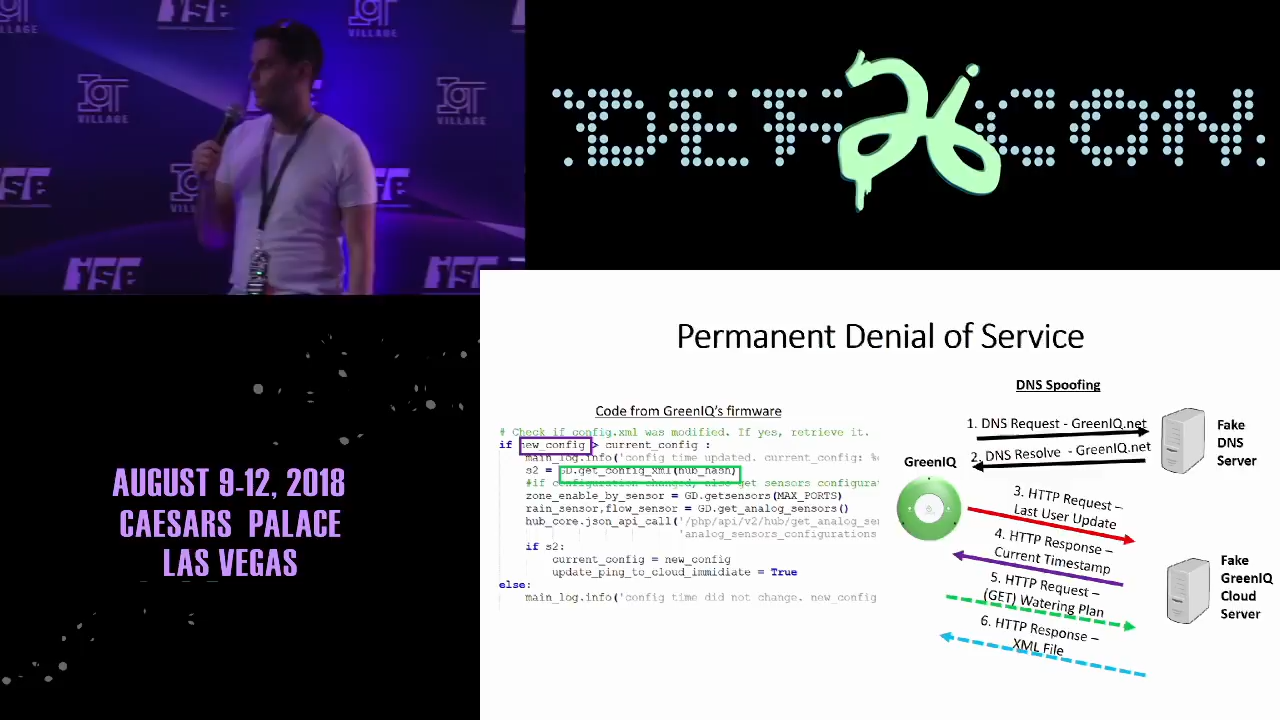 IoT
VILLAGE
ISE
DEF CON
26
AUGUST 9-12, 2018
CAESARS PALACE
LAS VEGAS
Permanent Denial of Service
Code from GreenIQ's firmware
# Check if config.xml was modified. If yes, retrieve it.
if new_config > current_config :
main_log.info('config time updated. current_config: %
s2 = GD.get_config_xml(hub_hash)
#if configuration changed, also get sensors configurat
zone_enable_by_sensor = GD.getsensors(MAX_PORTS)
rain_sensor,flow_sensor = GD.get_analog_sensors()
hub_core.json_api_call('/php/api/v2/hub/get_analog_se
'analog_sensors_configurations
if s2:
current_config = new_config
update_ping_to_cloud_immidiate = True
else:
main_log.info('config time did not change. new_config
DNS Spoofing
1. DNS Request - GreenIQ.net
2. DNS Resolve - GreenIQ.net
Fake
DNS
Server
GreenIQ
3. HTTP Request –
Last User Update
4. HTTP Response –
Current Timestamp
5. HTTP Request –
(GET) Watering Plan
6. HTTP Response –
XML File
Fake
GreenIQ
Cloud
Server